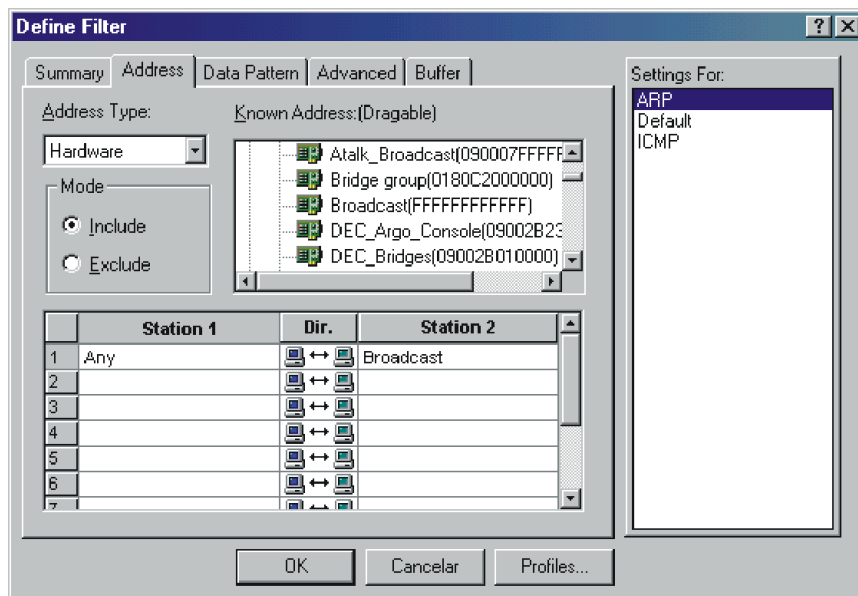 Define Filter
Summary Address Data Pattern Advanced Buffer
Settings For:
ARP
Default
ICMP
Address Type:
Hardware
Known Address:(Dragable)
Atalk_Broadcast(090007FFFFF
Bridge group(0180C2000000)
Broadcast(FFFFFFFFFFFF)
DEC_Argo_Console(09002B23
DEC_Bridges(09002B010000)
Mode
Include
Exclude
Station 1 Dir. Station 2
1 Any Broadcast
2
3
4
5
6
7
OK Cancelar Profiles...